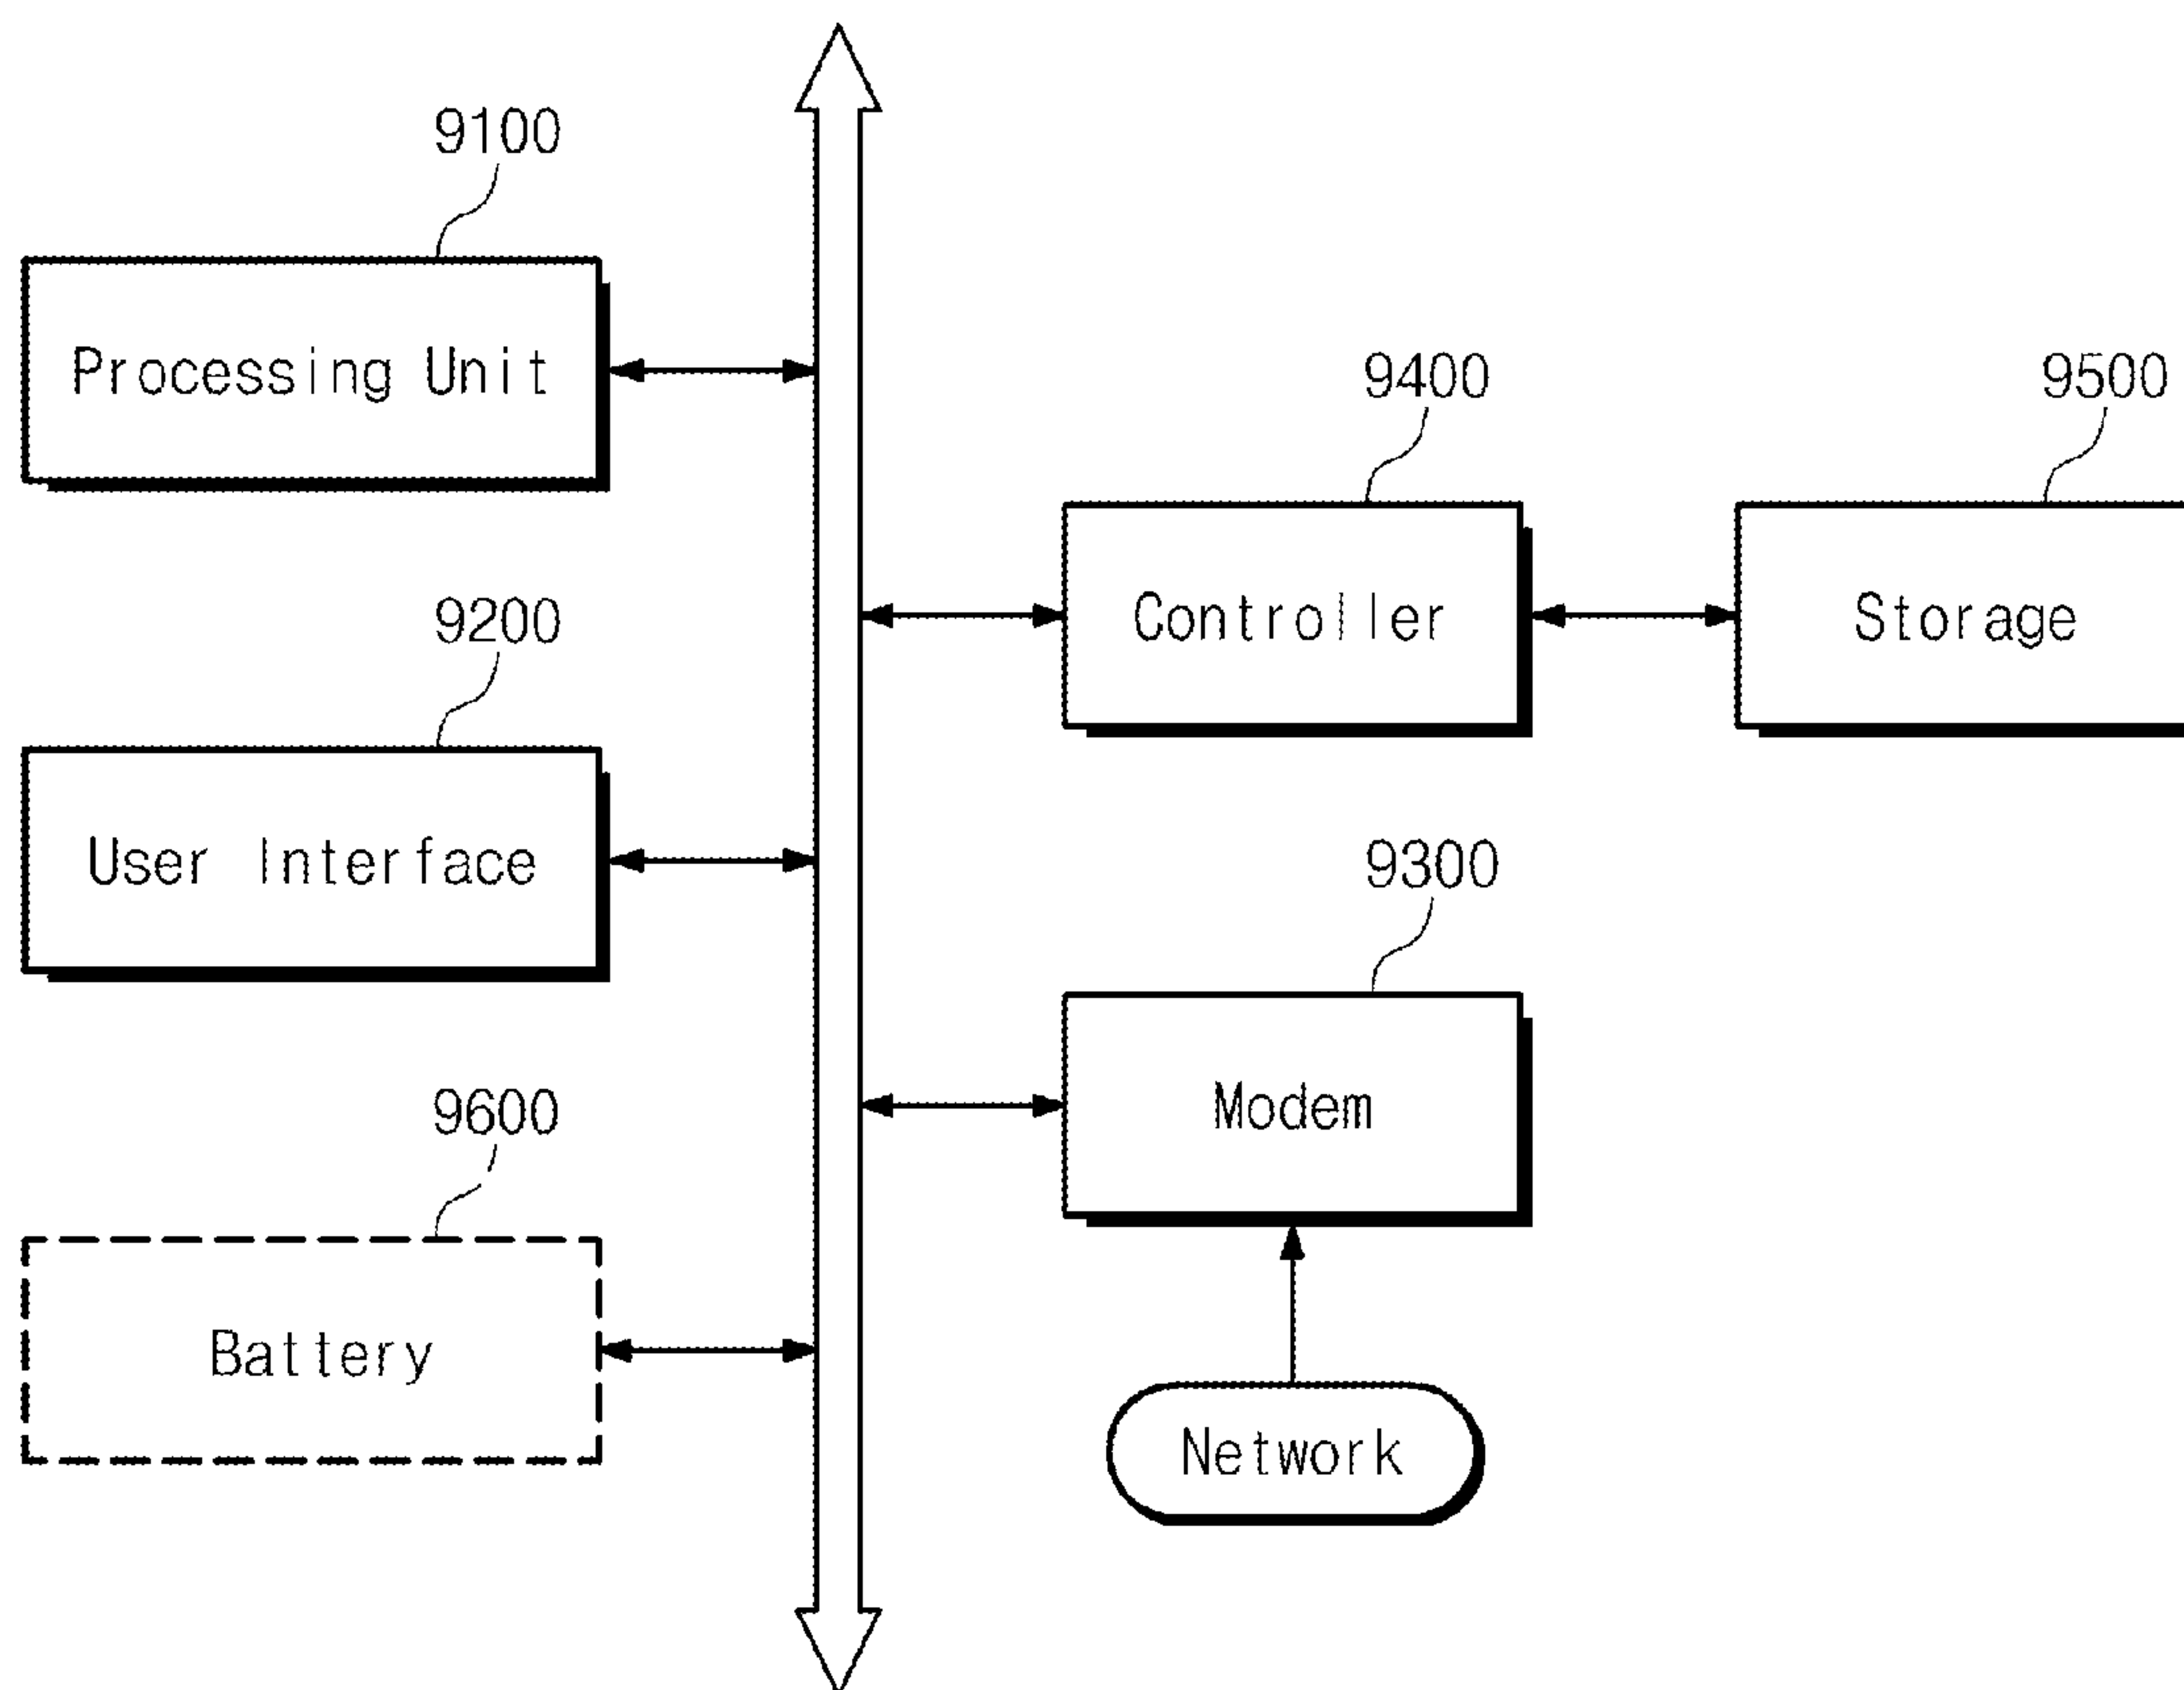 9100
Processing Unit
9400
9500
Controller
Storage
9200
User Interface
9300
Modem
9600
Battery
Network